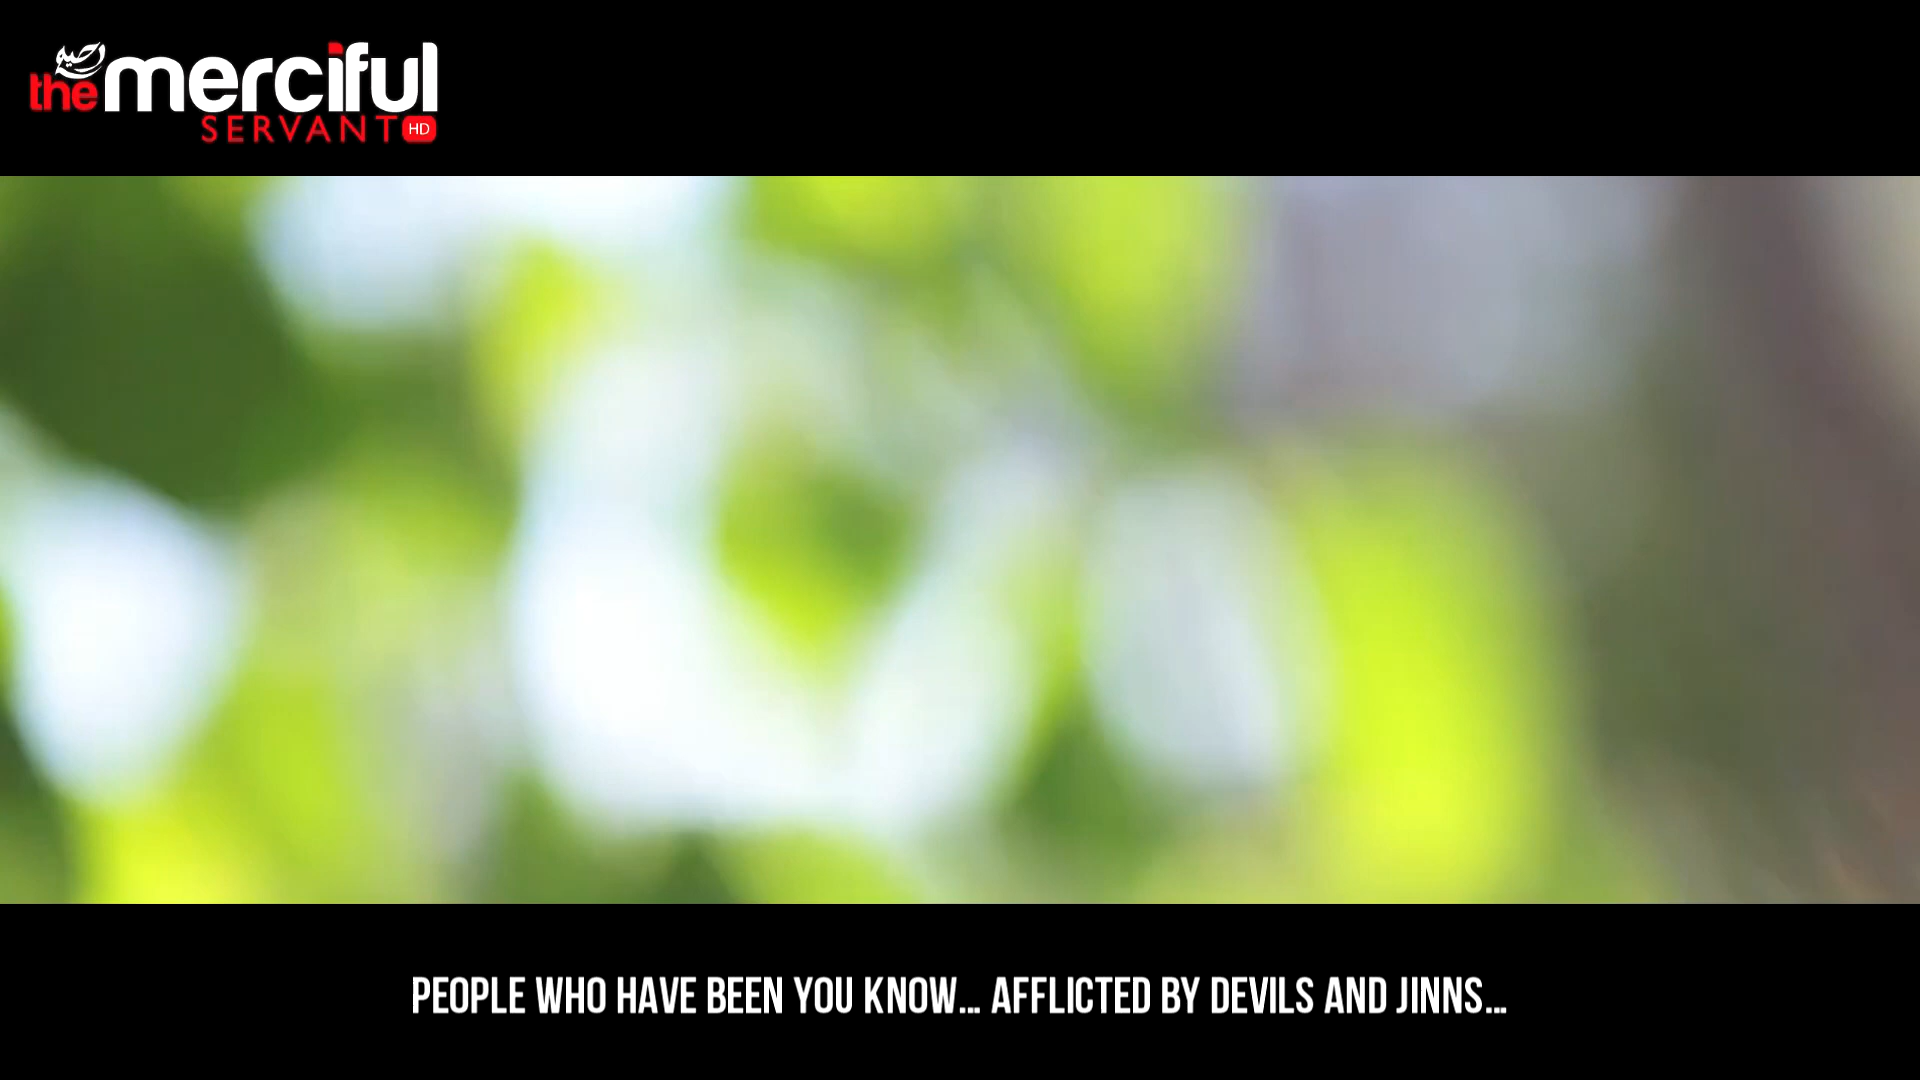 the merciful
SERVANT HD
PEOPLE WHO HAVE BEEN YOU KNOW... AFFLICTED BY DEVILS AND JINNS...